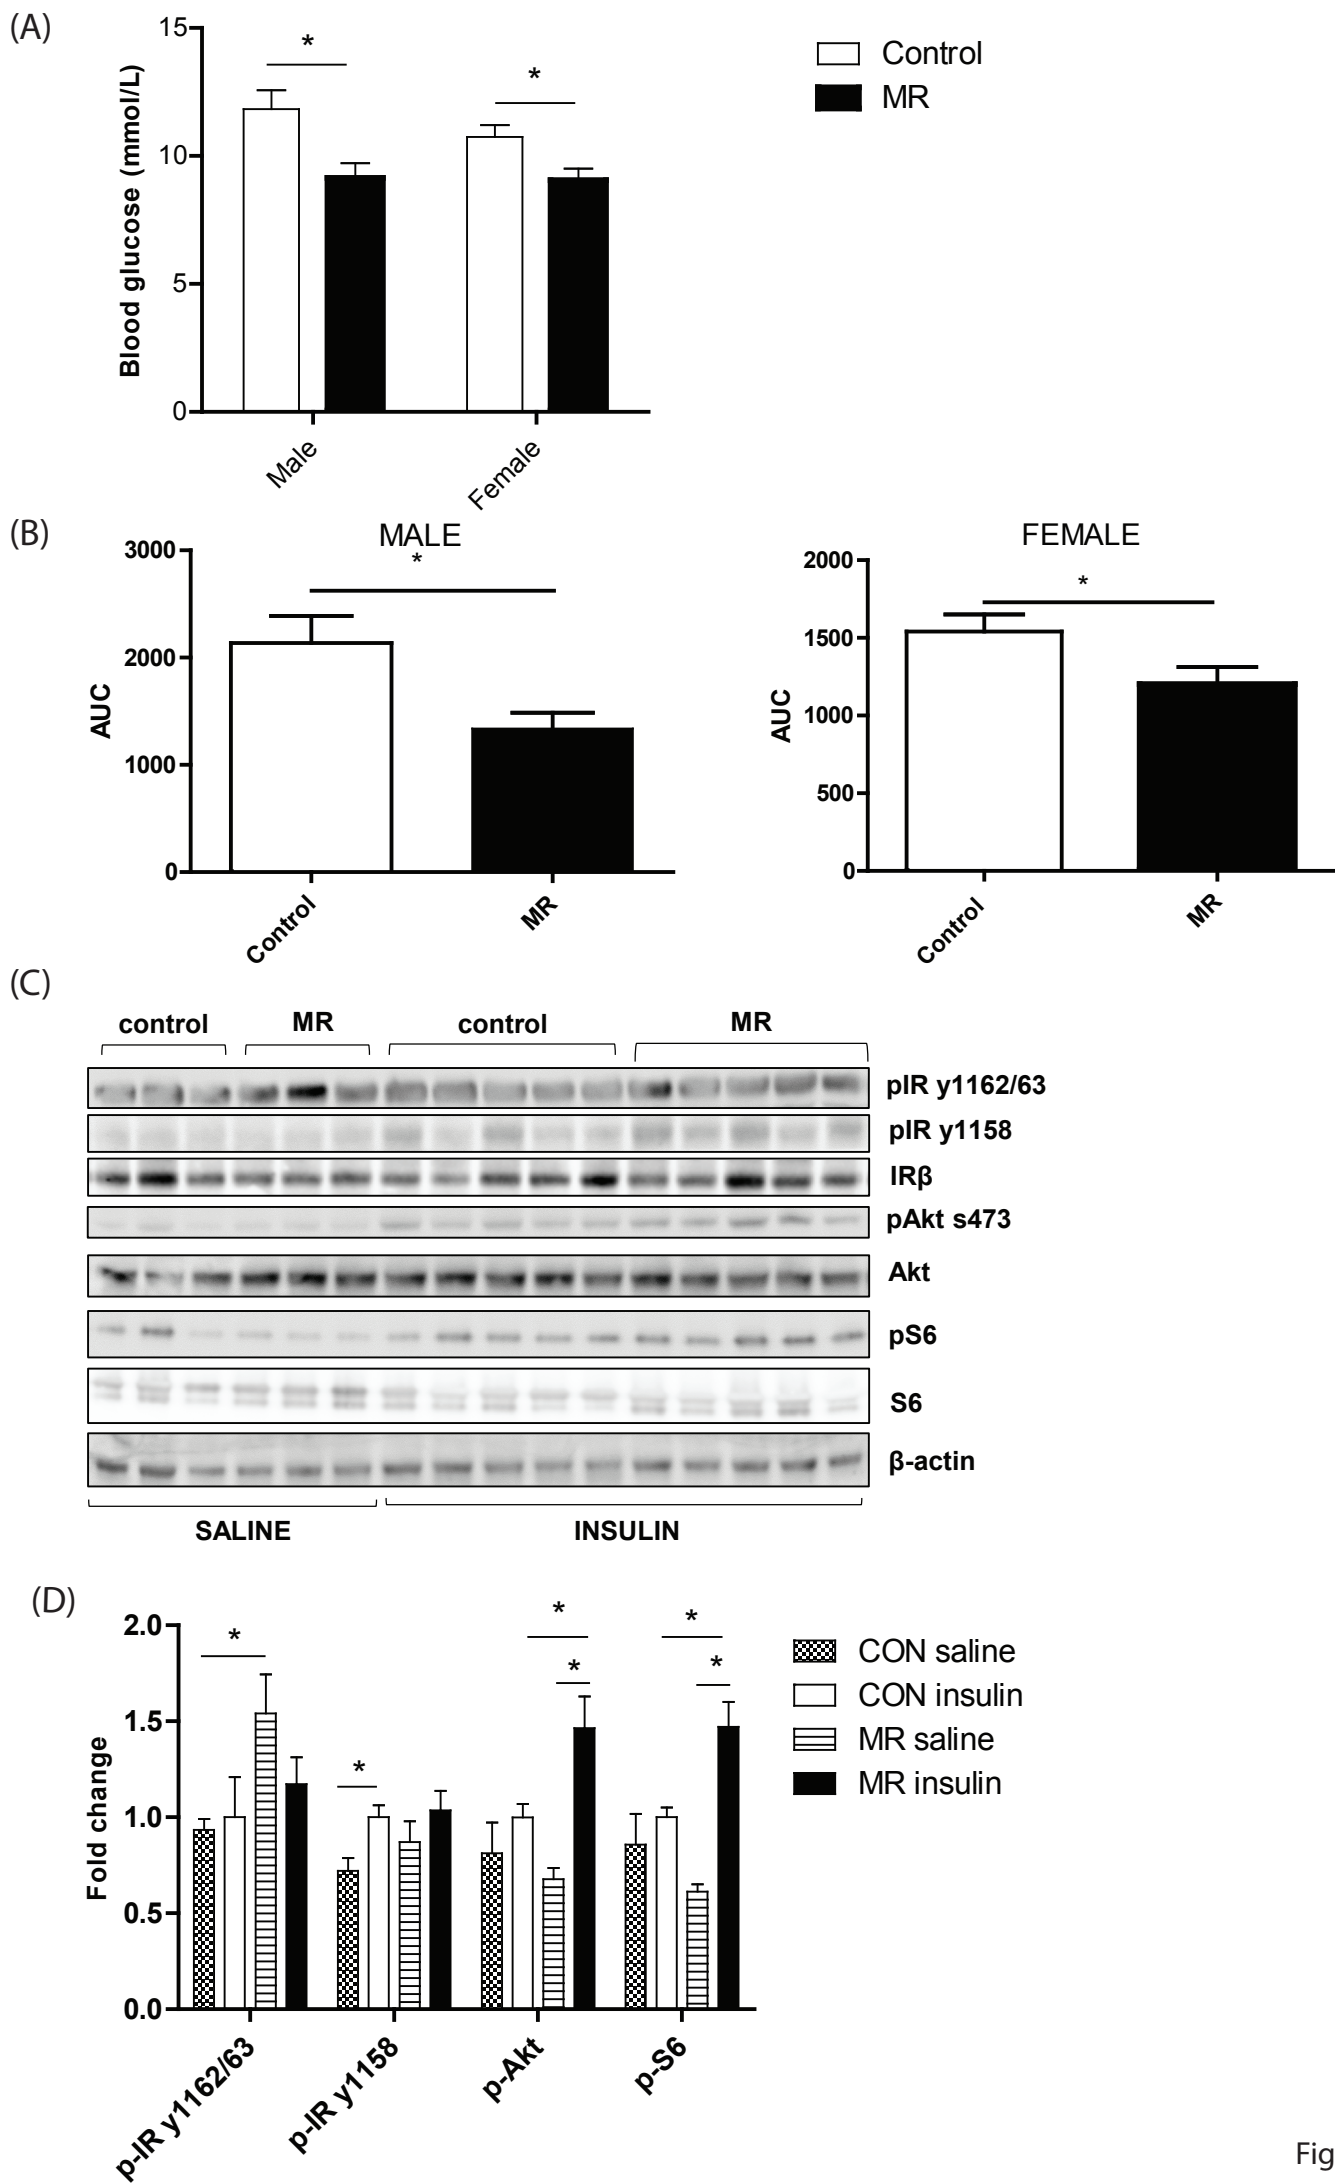 (A)
15
10
5
0
Blood glucose (mmol/L)
*
*
Male
Female
Control
MR
(B)
MALE
*
3000
2000
1000
0
AUC
Control
MR
FEMALE
*
2000
1500
1000
500
0
AUC
Control
MR
(C)
control MR control MR
pIR y1162/63
pIR y1158
IRβ
pAkt s473
Akt
pS6
S6
β-actin
SALINE INSULIN
(D)
2.0
1.5
1.0
0.5
0.0
Fold change
*
*
*
*
*
*
p-IR y1162/63
p-IR y1158
p-Akt
p-S6
CON saline
CON insulin
MR saline
MR insulin
Fig